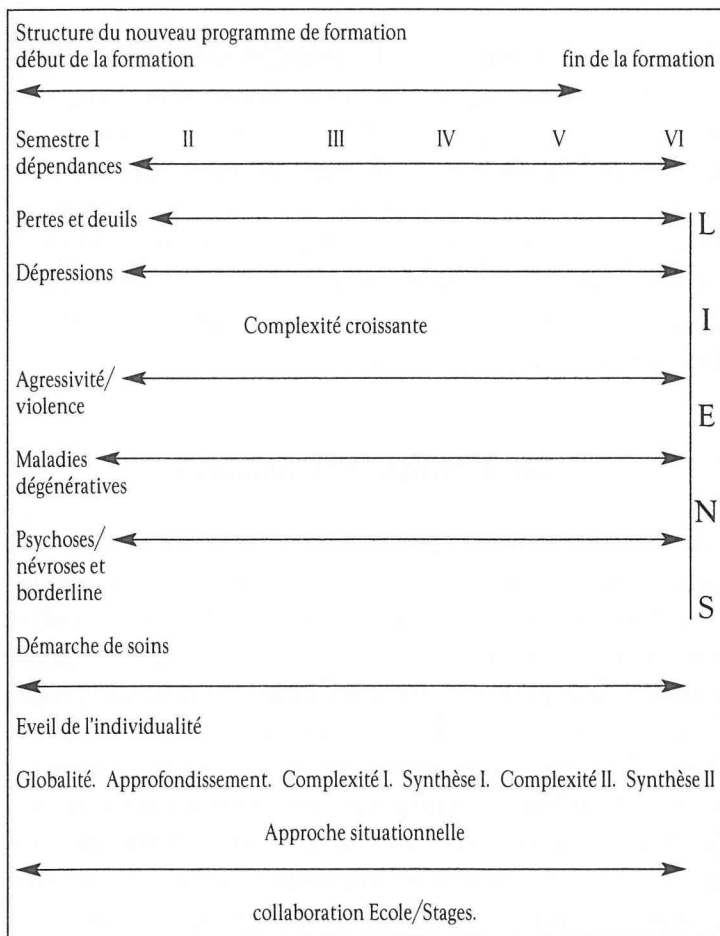 Structure du nouveau programme de formation
début de la formation fin de la formation
Semestre I II III IV V VI
dépendances
Pertes et deuils
Dépressions
Complexité croissante
Agressivité/
violence
Maladies
dégénératives
Psychoses/
névroses et
borderline
L
I
E
N
S
Démarche de soins
Eveil de l'individualité
Globalité. Approfondissement. Complexité I. Synthèse I. Complexité II. Synthèse II
Approche situationnelle
collaboration Ecole/Stages.